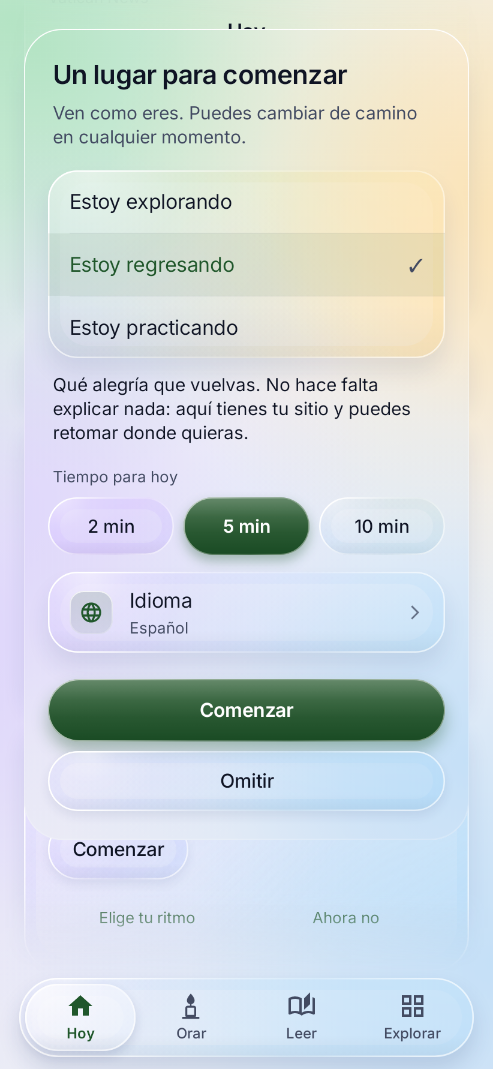 Hoy
Un lugar para comenzar
Ven como eres. Puedes cambiar de camino
en cualquier momento.
Estoy explorando
Estoy regresando ✓
Estoy practicando
Qué alegría que vuelvas. No hace falta
explicar nada: aquí tienes tu sitio y puedes
retomar donde quieras.
Tiempo para hoy
2 min 5 min 10 min
Idioma
Español
Comenzar
Omitir
Comenzar
Elige tu ritmo Ahora no
Hoy Orar Leer Explorar